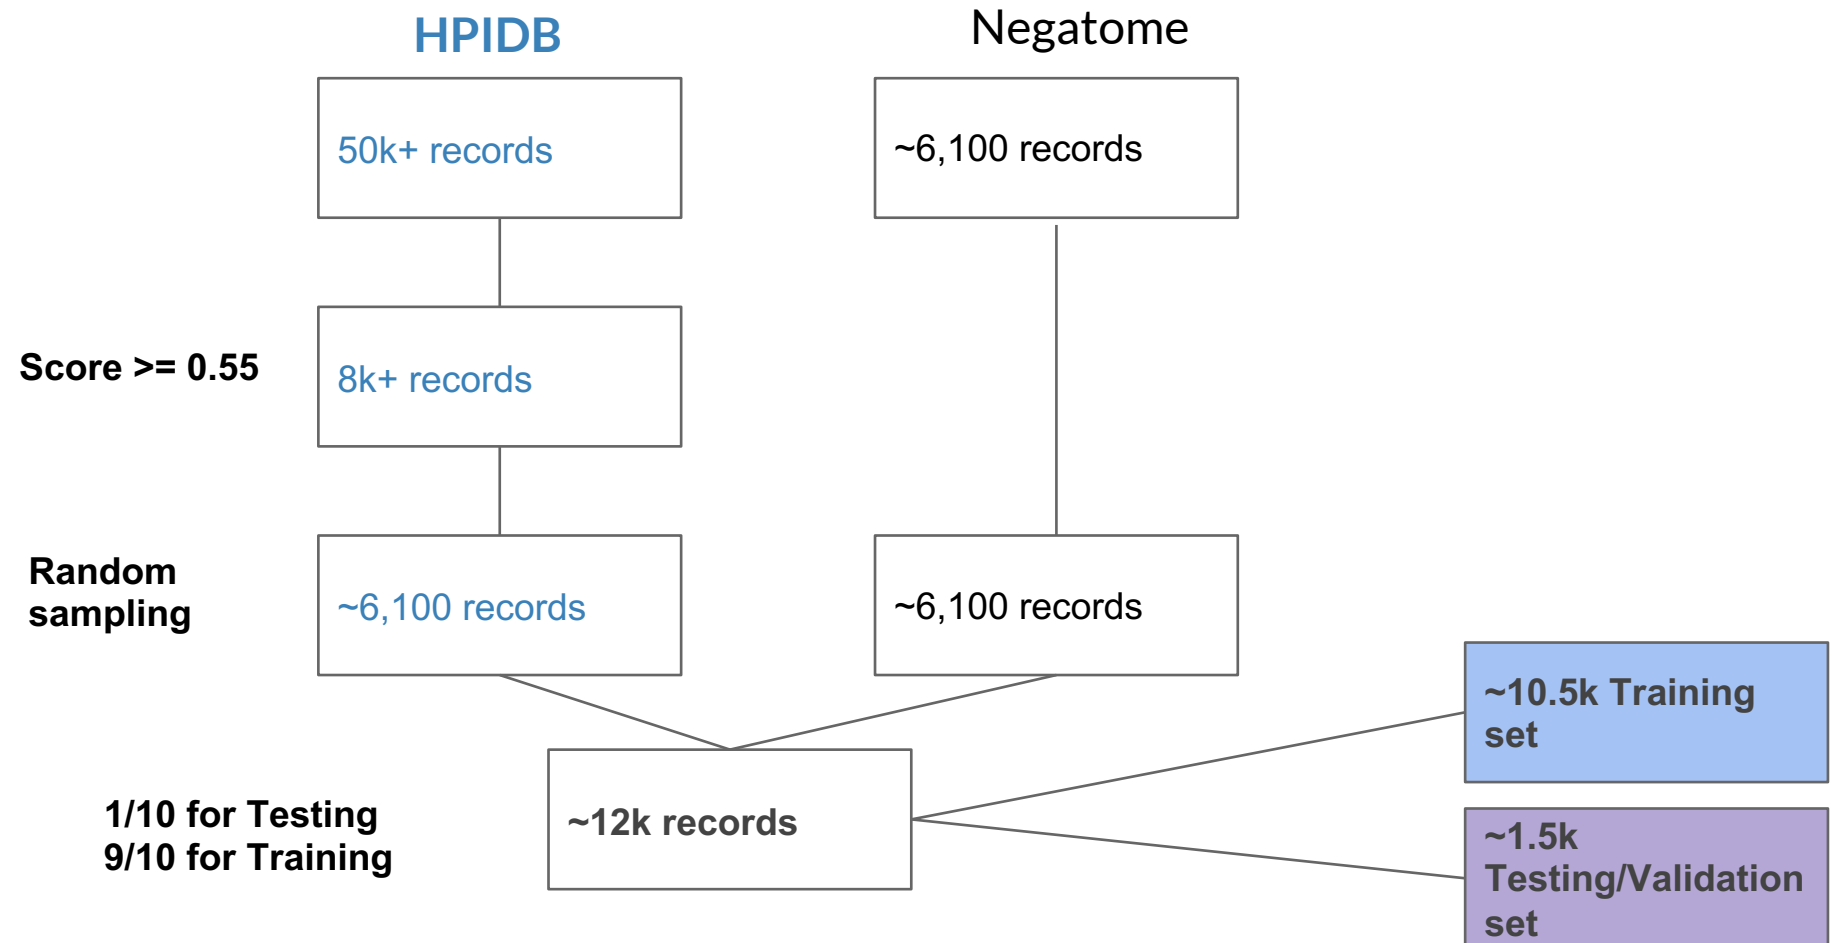 HPIDB
Negatome
50k+ records
~6,100 records
Score >= 0.55
8k+ records
Random
sampling
~6,100 records
~6,100 records
~10.5k Training
set
1/10 for Testing
9/10 for Training
~12k records
~1.5k
Testing/Validation
set